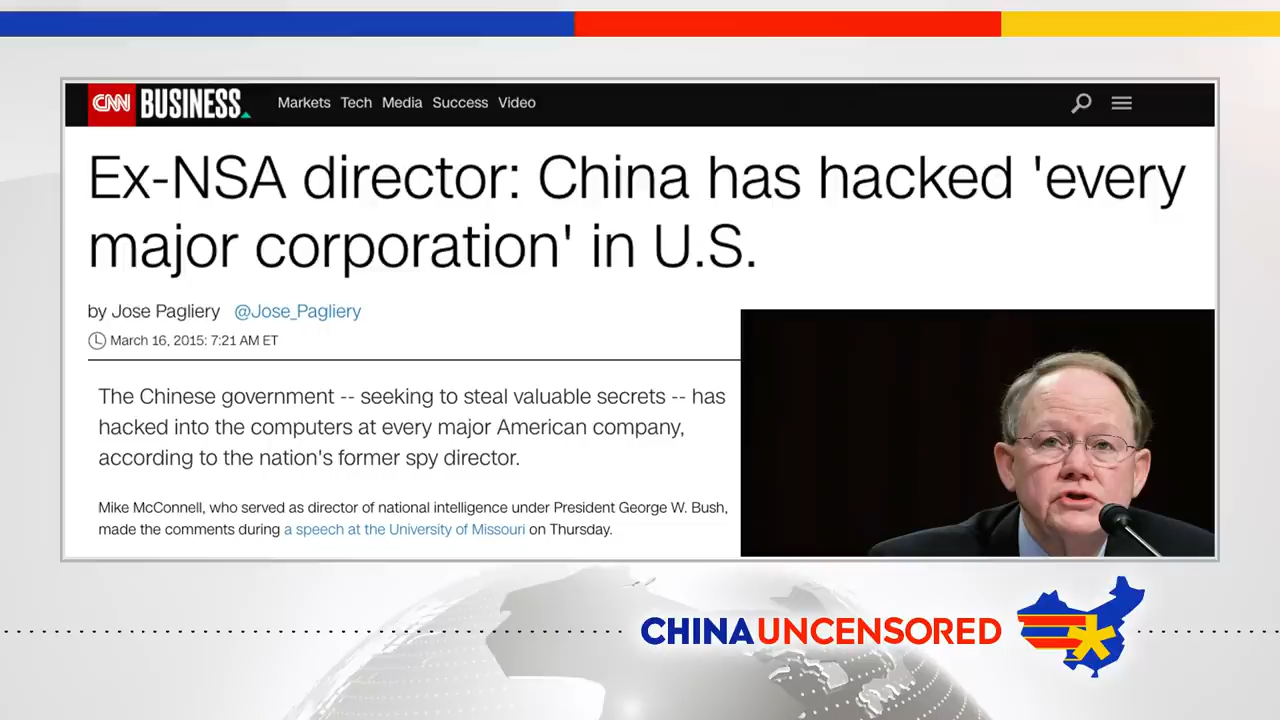 CNN BUSINESS Markets Tech Media Success Video
Ex-NSA director: China has hacked 'every
major corporation' in U.S.
by Jose Pagliery @Jose_Pagliery
March 16, 2015: 7:21 AM ET
The Chinese government -- seeking to steal valuable secrets -- has
hacked into the computers at every major American company,
according to the nation's former spy director.
Mike McConnell, who served as director of national intelligence under President George W. Bush,
made the comments during a speech at the University of Missouri on Thursday.
CHINA UNCENSORED